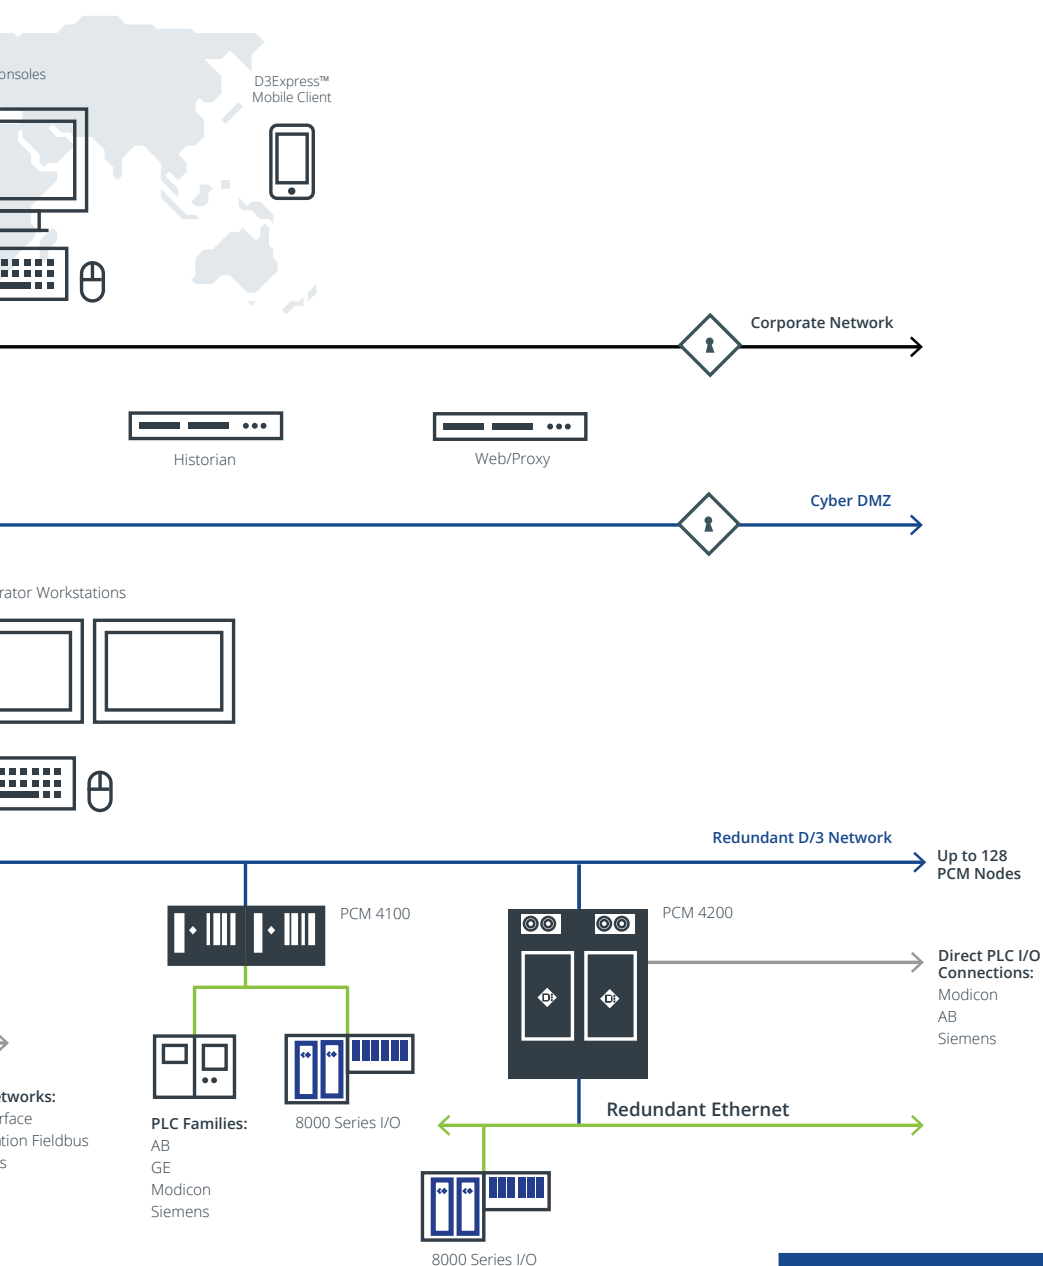 onsoles
D3Express™
Mobile Client
Corporate Network
Historian
Web/Proxy
Cyber DMZ
rator Workstations
Redundant D/3 Network
Up to 128
PCM Nodes
PCM 4100
PCM 4200
Direct PLC I/O
Connections:
Modicon
AB
Siemens
tworks:
rface
ation Fieldbus
s
PLC Families:
AB
GE
Modicon
Siemens
8000 Series I/O
Redundant Ethernet
8000 Series I/O